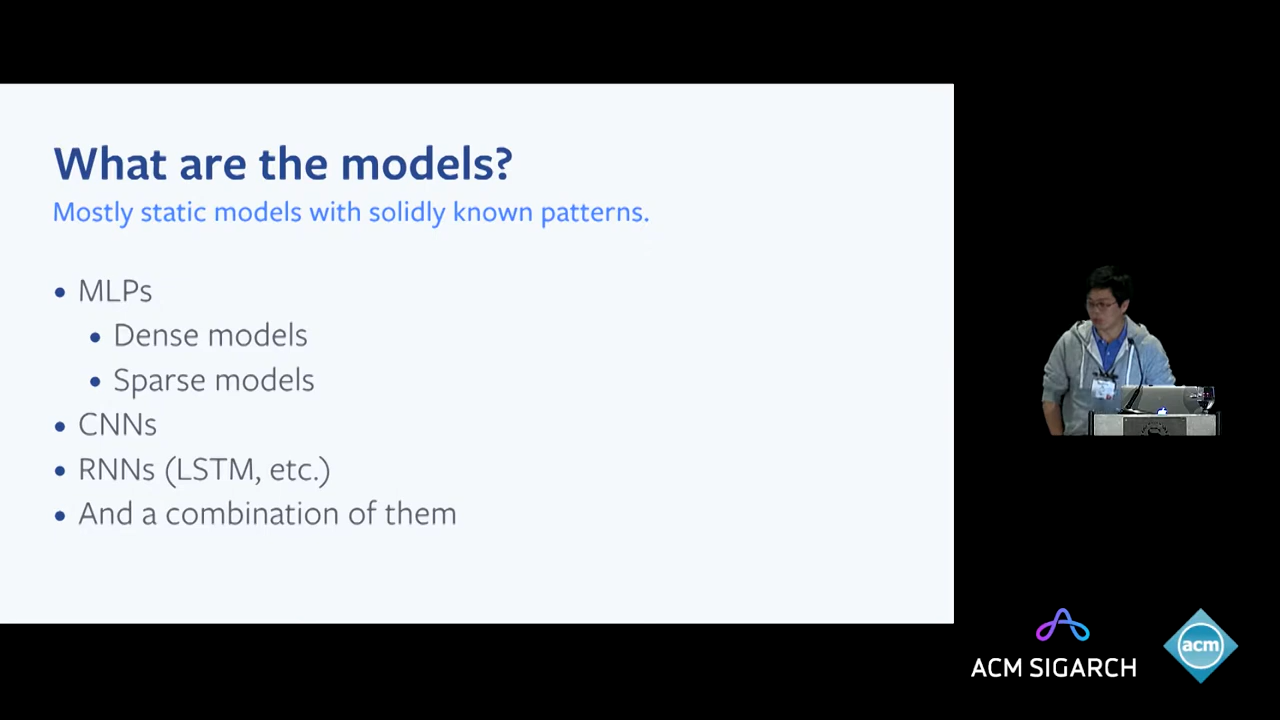 What are the models?
Mostly static models with solidly known patterns.
• MLPs
• Dense models
• Sparse models
• CNNs
• RNNs (LSTM, etc.)
• And a combination of them
ACM SIGARCH
acm